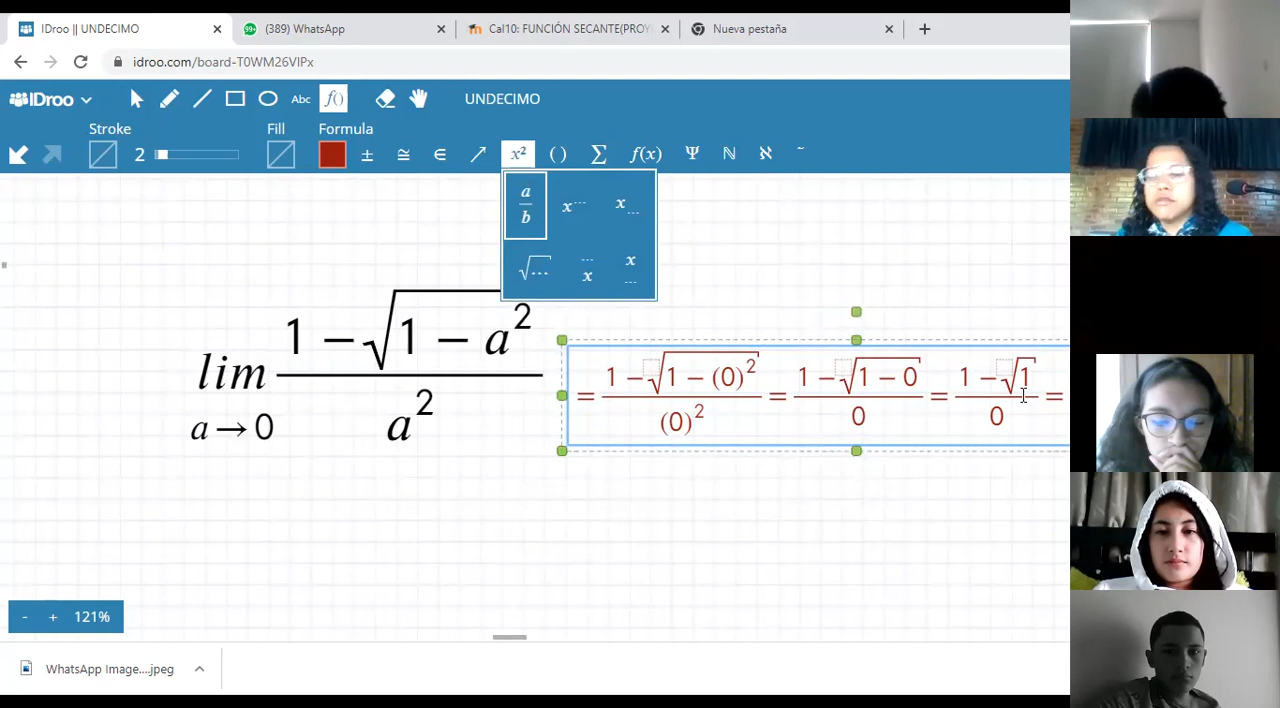 IDroo || UNDECIMO
99+ (389) WhatsApp
Cal10: FUNCIÓN SECANTE(PROY
Nueva pestaña
idroo.com/board-T0WM26VIPx
IDroo
Abc
f()
UNDECIMO
Stroke
Fill
Formula
2
± ≅ ∈ x² ( ) Σ f(x) Ψ ℕ ℵ ~
a/b x... x...
√... ...x x...
lim a→0 (1 − √(1 − a²))/a² = (1 − √(1 − (0)²))/(0)² = (1 − √(1 − 0))/0 = (1 − √1)/0 =
- + 121%
WhatsApp Image....jpeg